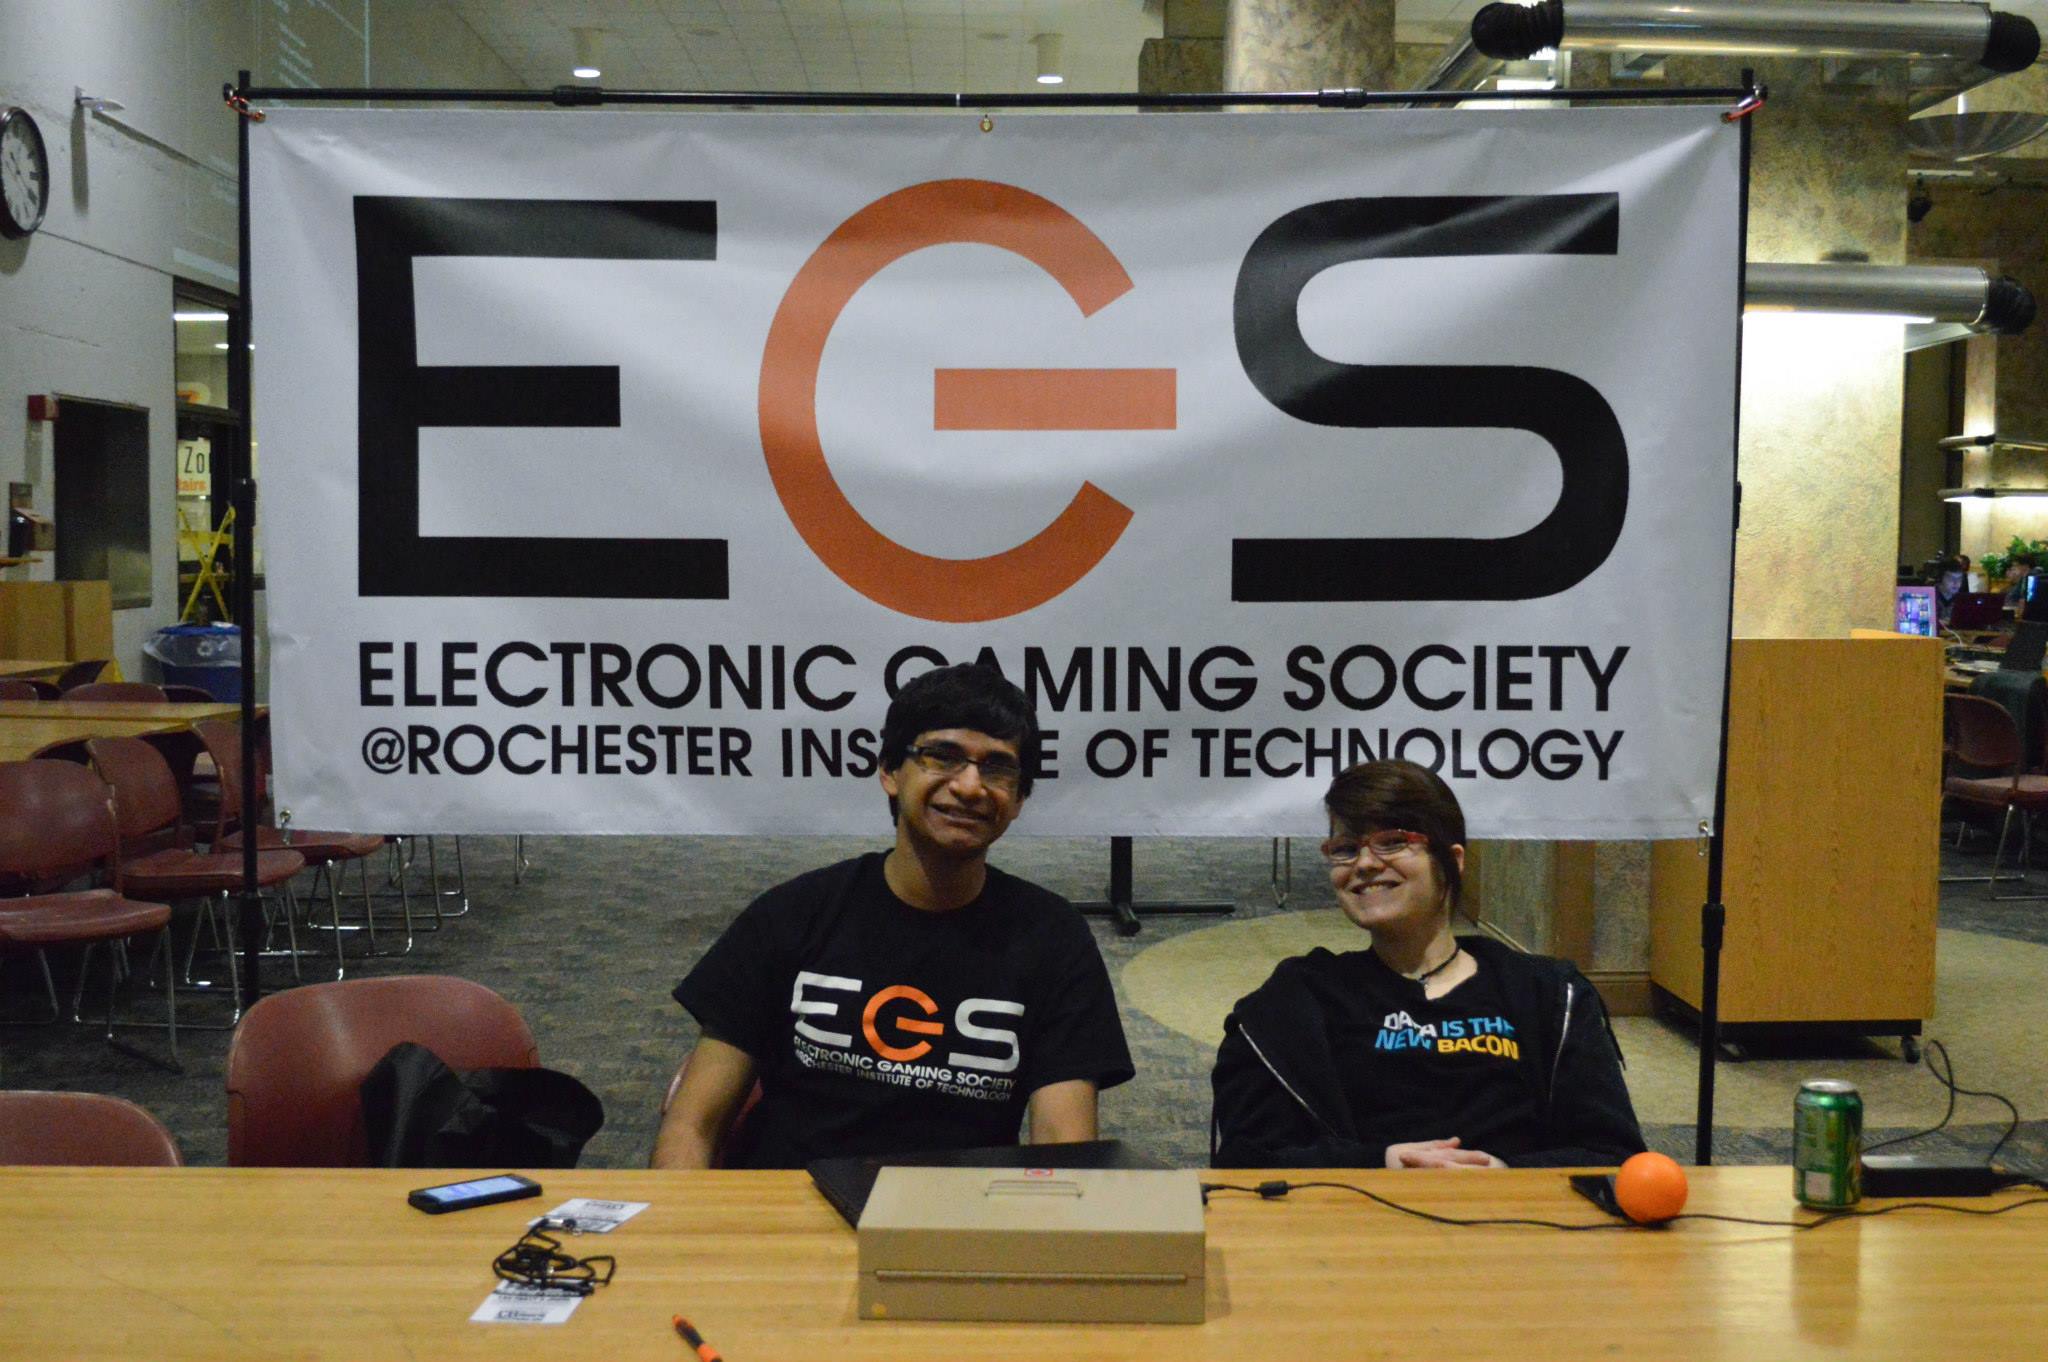 EGS
ELECTRONIC GAMING SOCIETY
@ROCHESTER INSTITUTE OF TECHNOLOGY
EGS
ELECTRONIC GAMING SOCIETY
@ROCHESTER INSTITUTE OF TECHNOLOGY
DATA IS THE
NEW BACON